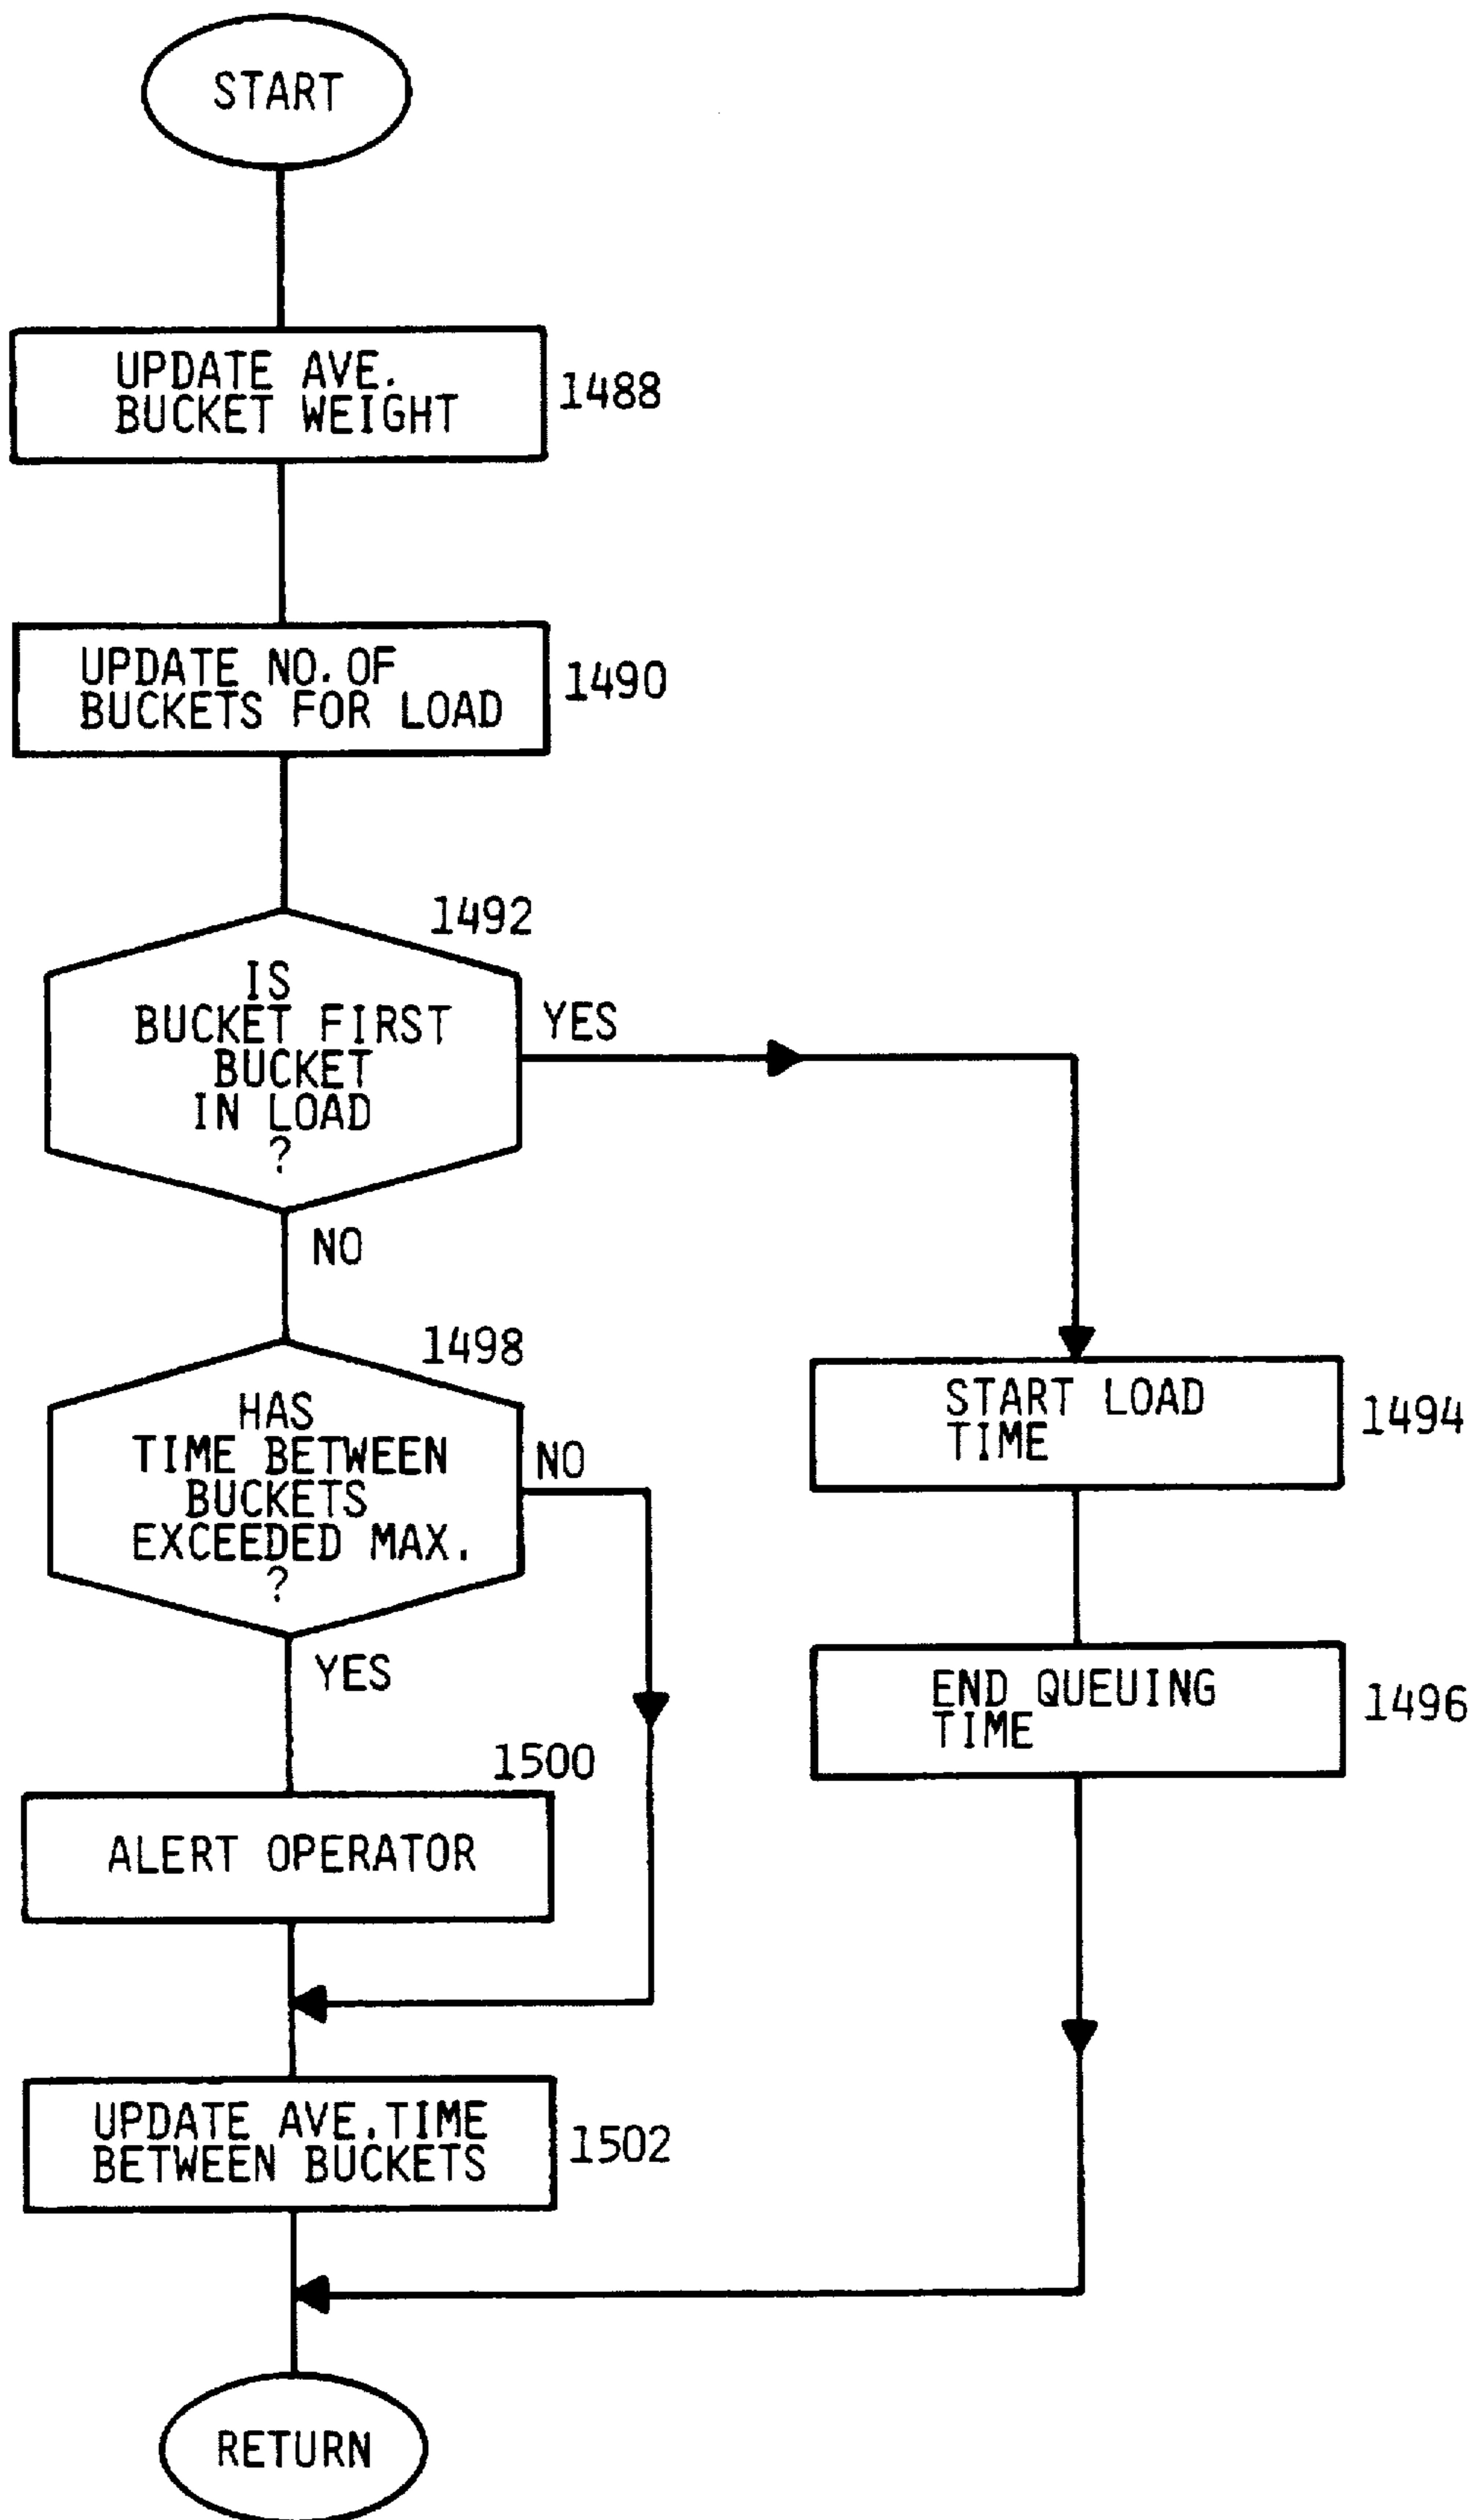 START
UPDATE AVE.
BUCKET WEIGHT
1488
UPDATE NO. OF
BUCKETS FOR LOAD
1490
1492
IS
BUCKET FIRST
BUCKET
IN LOAD
?
YES
NO
1498
HAS
TIME BETWEEN
BUCKETS
EXCEEDED MAX.
?
NO
YES
START LOAD
TIME
1494
END QUEUING
TIME
1496
1500
ALERT OPERATOR
UPDATE AVE. TIME
BETWEEN BUCKETS
1502
RETURN